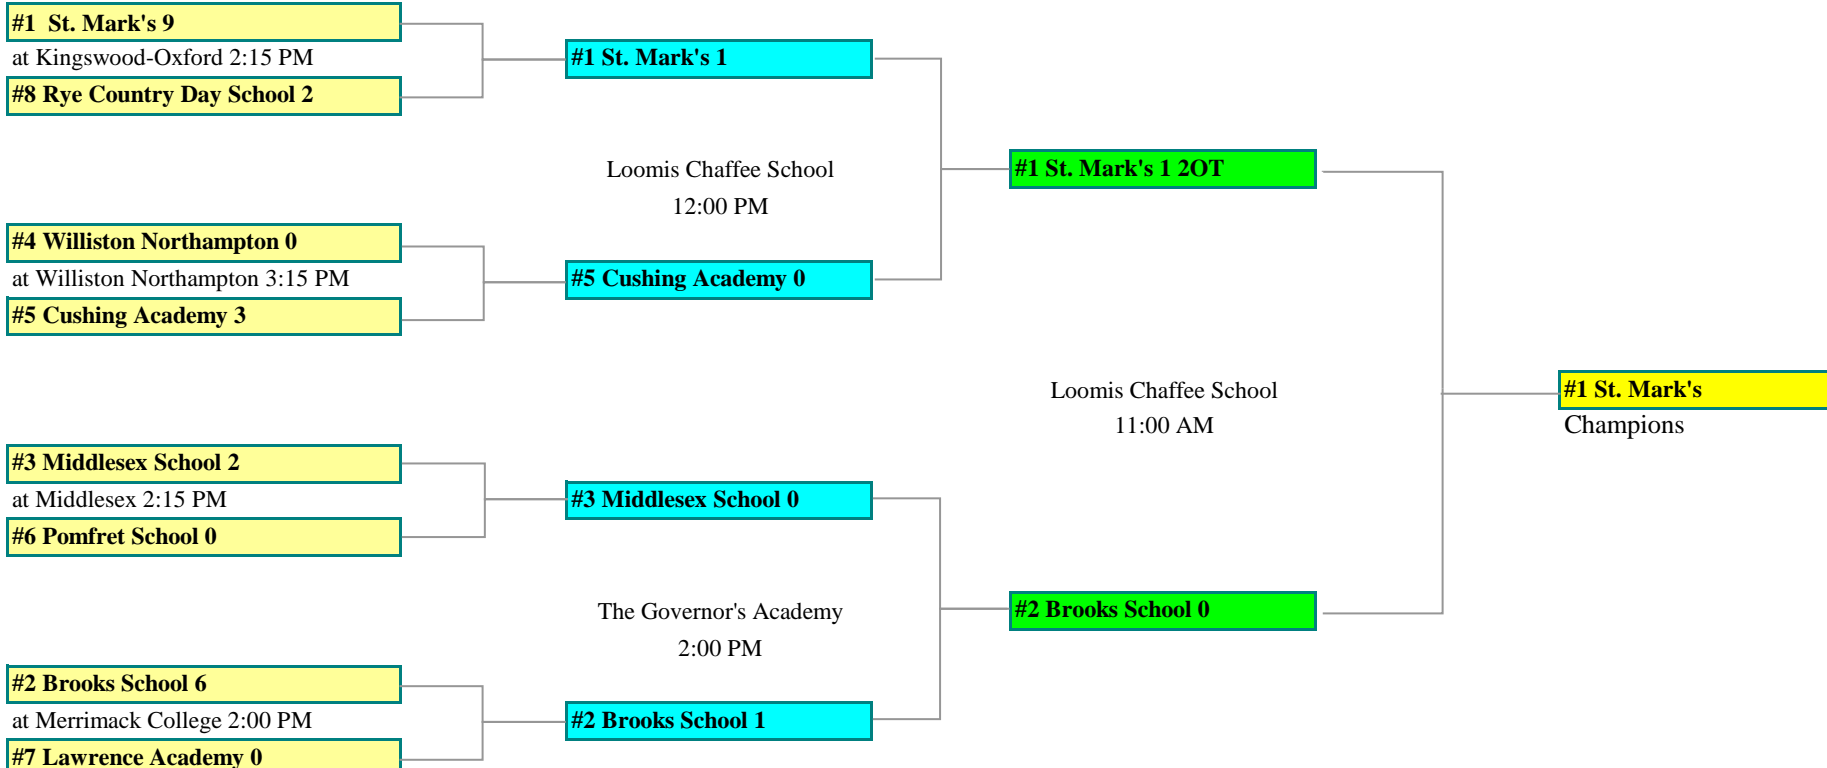 #1  St. Mark's 9
at Kingswood-Oxford 2:15 PM
#8 Rye Country Day School 2
#4 Williston Northampton 0
at Williston Northampton 3:15 PM
#5 Cushing Academy 3
#3 Middlesex School 2
at Middlesex 2:15 PM
#6 Pomfret School 0
#2 Brooks School 6
at Merrimack College 2:00 PM
#7 Lawrence Academy 0
#1 St. Mark's 1
Loomis Chaffee School
12:00 PM
#5 Cushing Academy 0
#3 Middlesex School 0
The Governor's Academy
2:00 PM
#2 Brooks School 1
#1 St. Mark's 1 2OT
Loomis Chaffee School
11:00 AM
#2 Brooks School 0
#1 St. Mark's
Champions